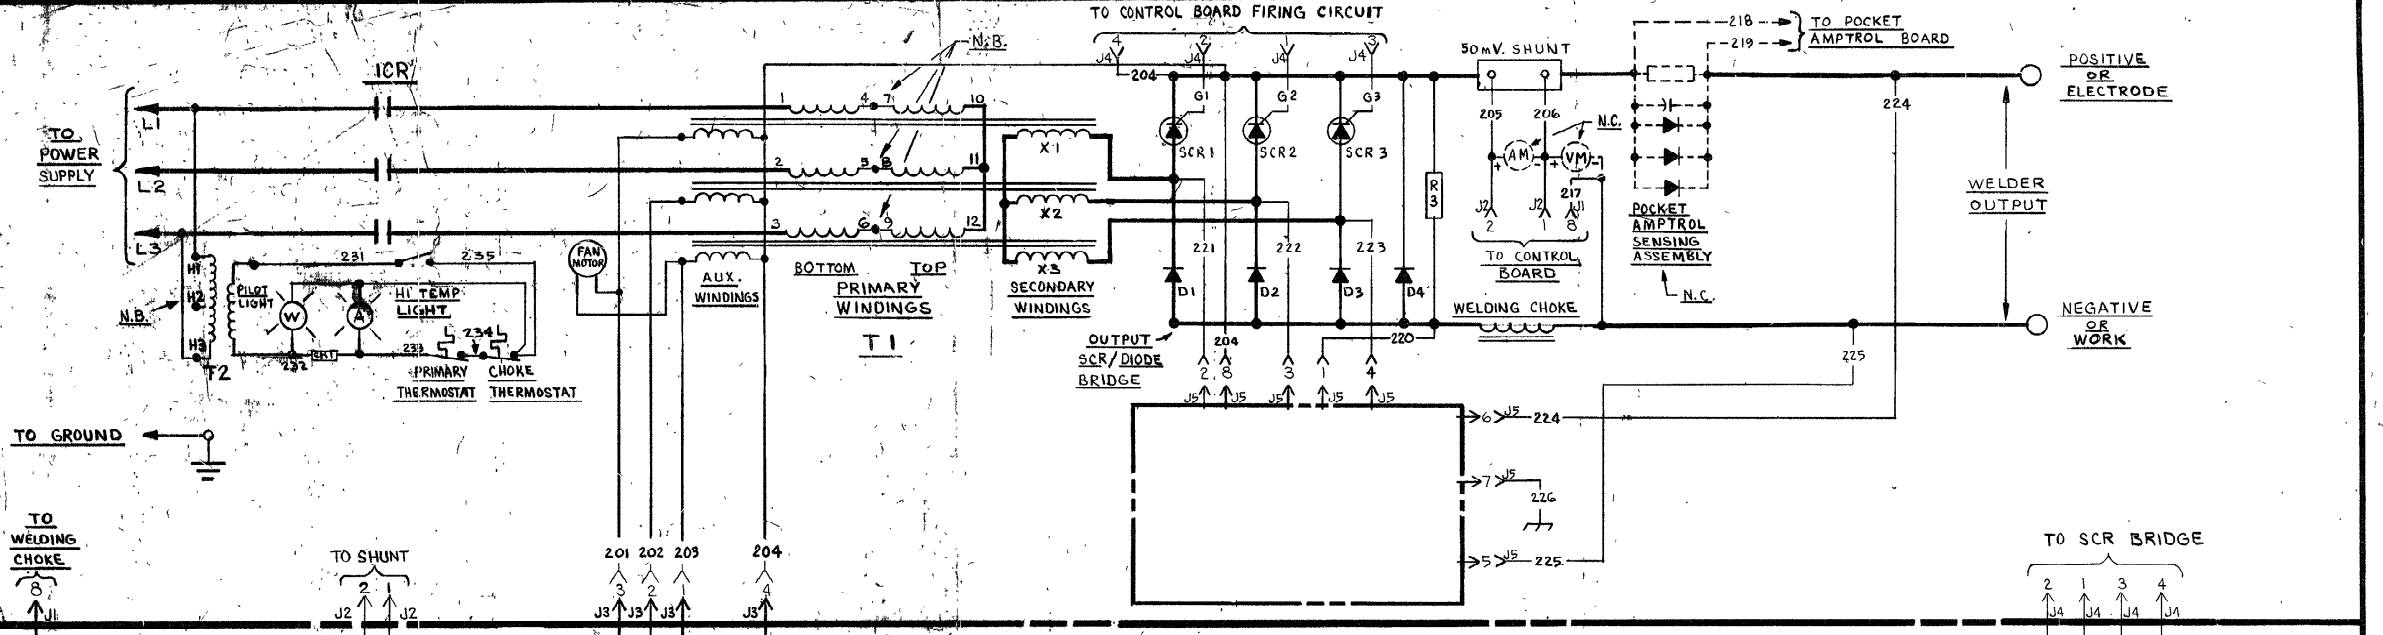 TO CONTROL BOARD FIRING CIRCUIT
4 2 1 3
J4 J4 J4 J4
204
N.B.
1CR
TO
POWER
SUPPLY
L1
L2
L3
1 4 7 10
2 5 8 11
3 6 9 12
X1
X2
X3
AUX.
WINDINGS
BOTTOM TOP
PRIMARY
WINDINGS
T1
SECONDARY
WINDINGS
G1 G2 G3
SCR1 SCR2 SCR3
221 222 223
D1 D2 D3 D4
R3
OUTPUT
SCR/DIODE
BRIDGE
50mV. SHUNT
205 206
N.C.
+ AM - + VM -
217
J2 J2 J1
2 1 8
TO CONTROL
BOARD
WELDING CHOKE
220
218
219
TO POCKET
AMPTROL BOARD
POCKET
AMPTROL
SENSING
ASSEMBLY
N.C.
224
225
POSITIVE
OR
ELECTRODE
WELDER
OUTPUT
NEGATIVE
OR
WORK
H1
H2
H3
N.B.
T2
231 235
PILOT
LIGHT
W
A
HI TEMP
LIGHT
232 233 234
PRIMARY
THERMOSTAT
CHOKE
THERMOSTAT
FAN
MOTOR
TO GROUND
204
2 8 3 1 4
J5 J5 J5 J5 J5
6 J5 224
7 J5
226
5 J5 225
TO
WELDING
CHOKE
8
J1
TO SHUNT
2 1
J2 J2
201 202 203 204
3 2 1 4
J3 J3 J3 J3
TO SCR BRIDGE
2 1 3 4
J4 J4 J4 J4